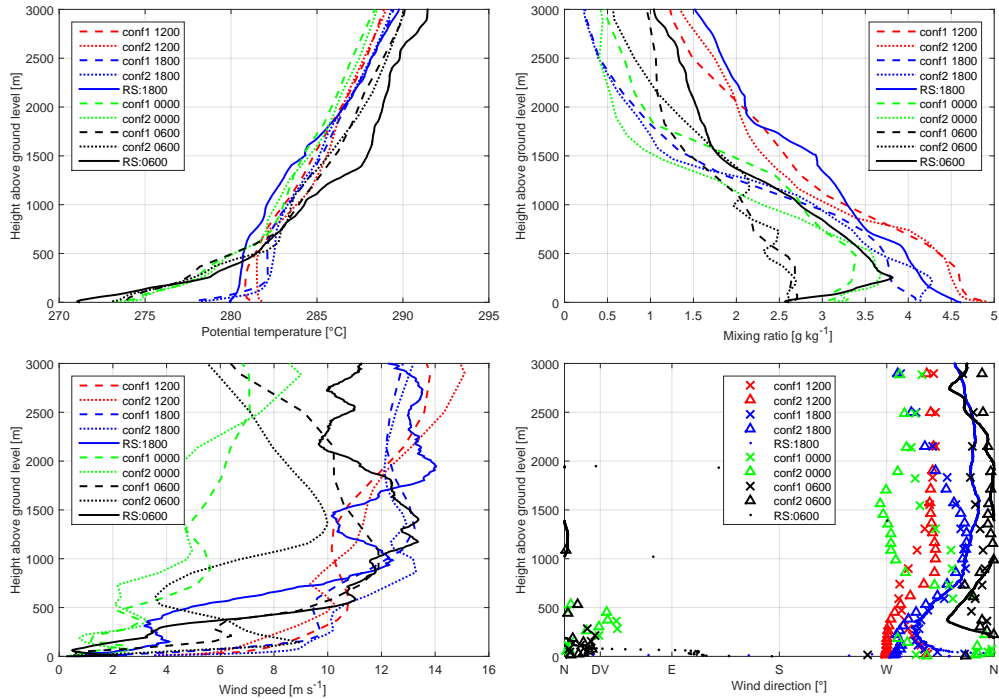 3000
2500
2000
1500
1000
500
0
Height above ground level [m]
270
275
280
285
290
295
Potential temperature [°C]
conf1 1200
conf2 1200
conf1 1800
conf2 1800
RS:1800
conf1 0000
conf2 0000
conf1 0600
conf2 0600
RS:0600
3000
2500
2000
1500
1000
500
0
Height above ground level [m]
0
0.5
1
1.5
2
2.5
3
3.5
4
4.5
5
Mixing ratio [g kg-1]
conf1 1200
conf2 1200
conf1 1800
conf2 1800
RS:1800
conf1 0000
conf2 0000
conf1 0600
conf2 0600
RS:0600
3000
2500
2000
1500
1000
500
0
Height above ground level [m]
0
2
4
6
8
10
12
14
16
Wind speed [m s-1]
conf1 1200
conf2 1200
conf1 1800
conf2 1800
RS:1800
conf1 0000
conf2 0000
conf1 0600
conf2 0600
RS:0600
3000
2500
2000
1500
1000
500
0
Height above ground level [m]
N
DV
E
S
W
N
Wind direction [°]
conf1 1200
conf2 1200
conf1 1800
conf2 1800
RS:1800
conf1 0000
conf2 0000
conf1 0600
conf2 0600
RS:0600